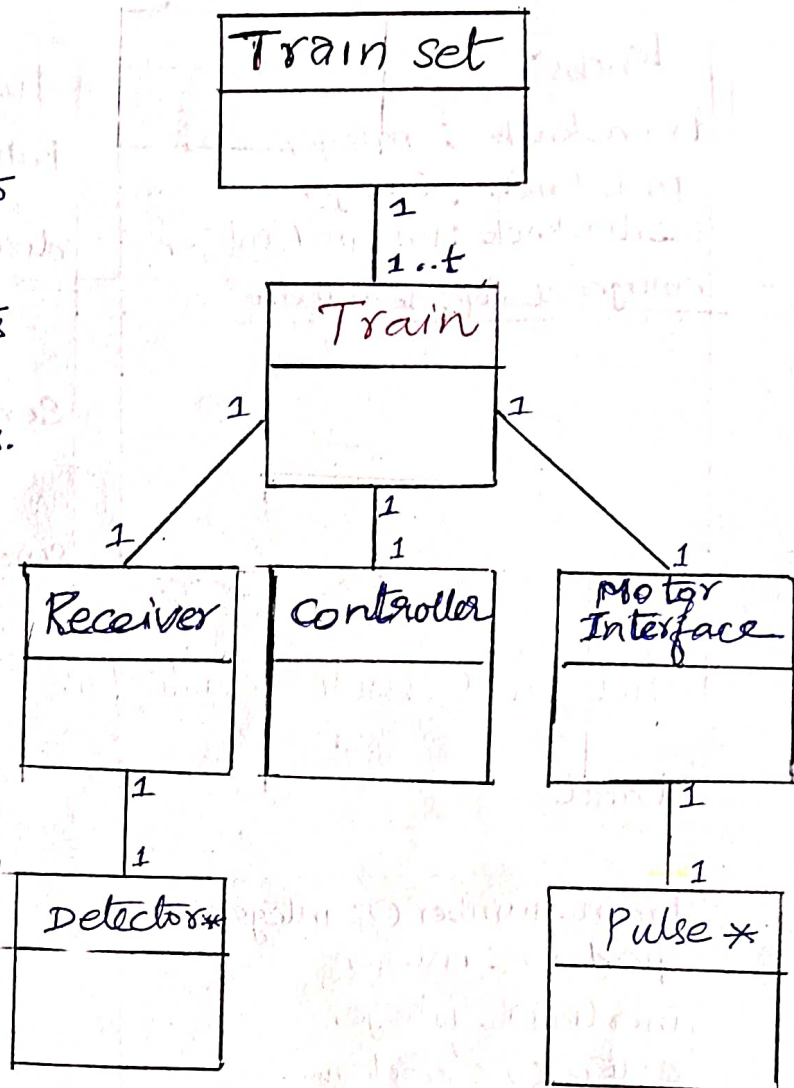 Train set
1
1..t
Train
1
1
1
1
1
1
Receiver
Controller
Motor
Interface
1
1
1
1
Detector*
Pulse *